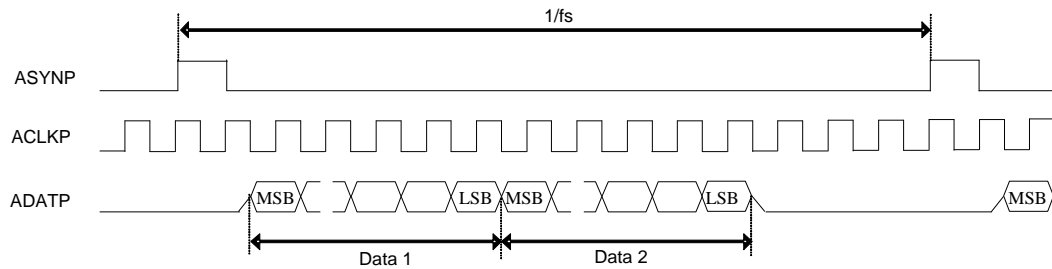 1/fs
ASYNP
ACLKP
ADATP
MSB
LSB
MSB
LSB
MSB
Data 1
Data 2